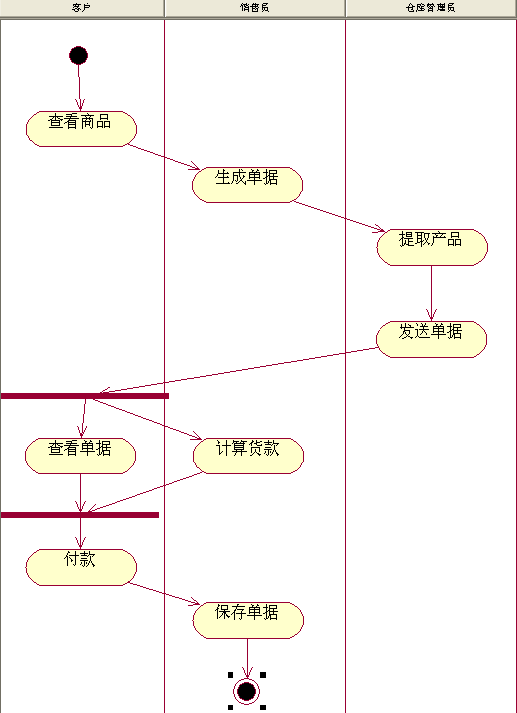 客户
销售员
仓库管理员
查看商品
生成单据
提取产品
发送单据
查看单据
计算货款
付款
保存单据